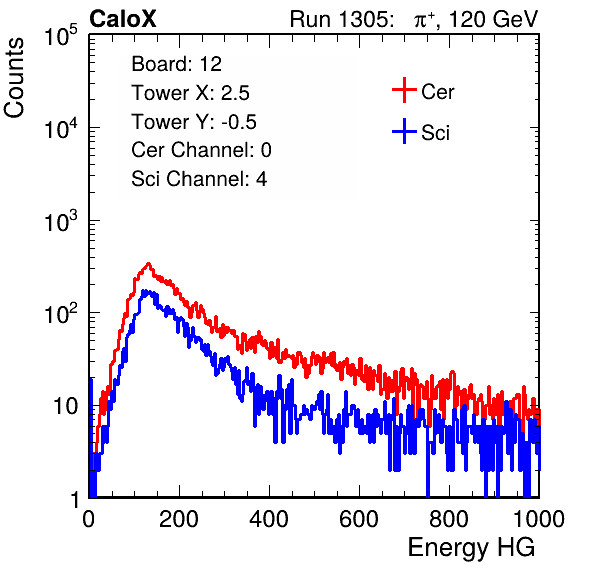 CaloX Run 1305: π⁺, 120 GeV
Counts
Board: 12
Tower X: 2.5
Tower Y: -0.5
Cer Channel: 0
Sci Channel: 4
Cer
Sci
10⁵
10⁴
10³
10²
10
1
0 200 400 600 800 1000
Energy HG